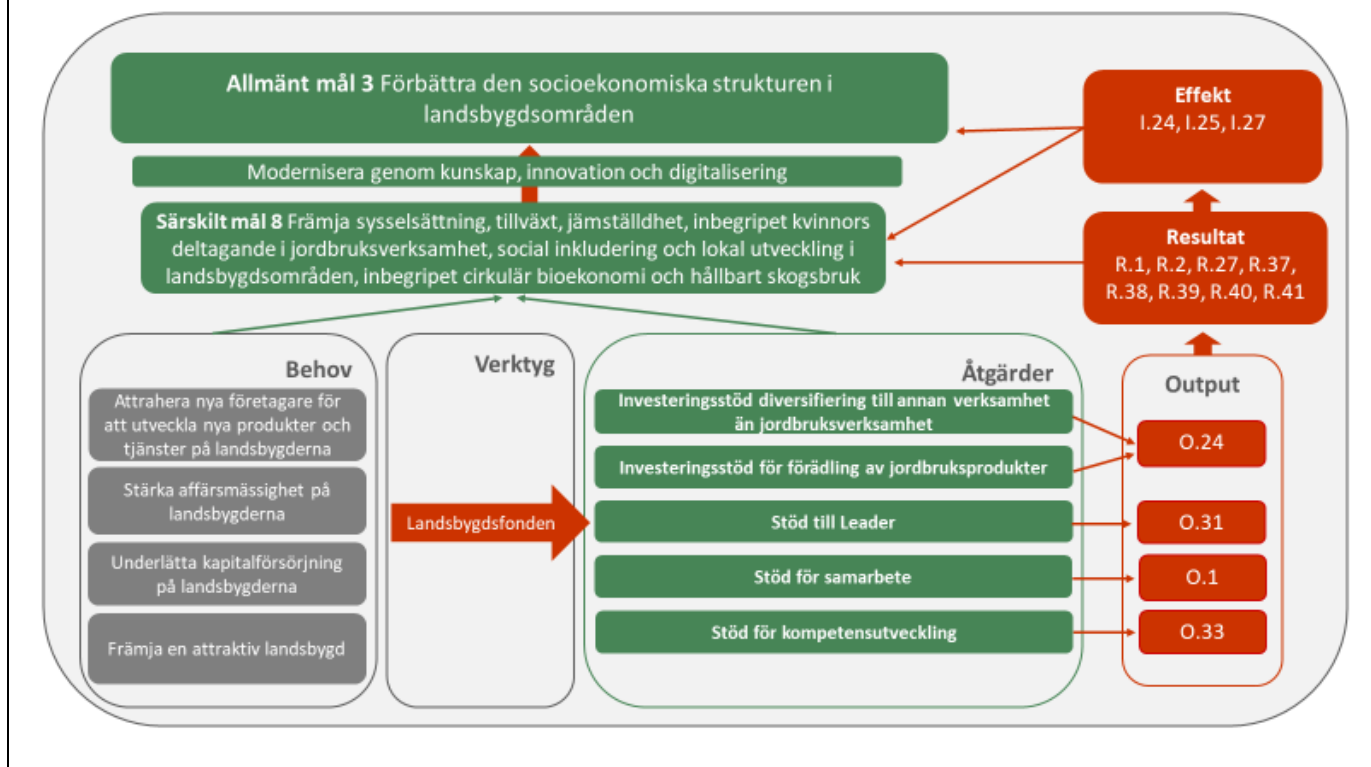 Allmänt mål 3 Förbättra den socioekonomiska strukturen i
landsbygdsområden
Effekt
I.24, I.25, I.27
Modernisera genom kunskap, innovation och digitalisering
Särskilt mål 8 Främja sysselsättning, tillväxt, jämställdhet, inbegripet kvinnors
deltagande i jordbruksverksamhet, social inkludering och lokal utveckling i
landsbygdsområden, inbegripet cirkulär bioekonomi och hållbart skogsbruk
Resultat
R.1, R.2, R.27, R.37,
R.38, R.39, R.40, R.41
Behov
Attrahera nya företagare för
att utveckla nya produkter och
tjänster på landsbygderna
Stärka affärsmässighet på
landsbygderna
Underlätta kapitalförsörjning
på landsbygderna
Främja en attraktiv landsbygd
Verktyg
Landsbygdsfonden
Åtgärder
Investeringsstöd diversifiering till annan verksamhet
än jordbruksverksamhet
Investeringsstöd för förädling av jordbruksprodukter
Stöd till Leader
Stöd för samarbete
Stöd för kompetensutveckling
Output
O.24
O.31
O.1
O.33